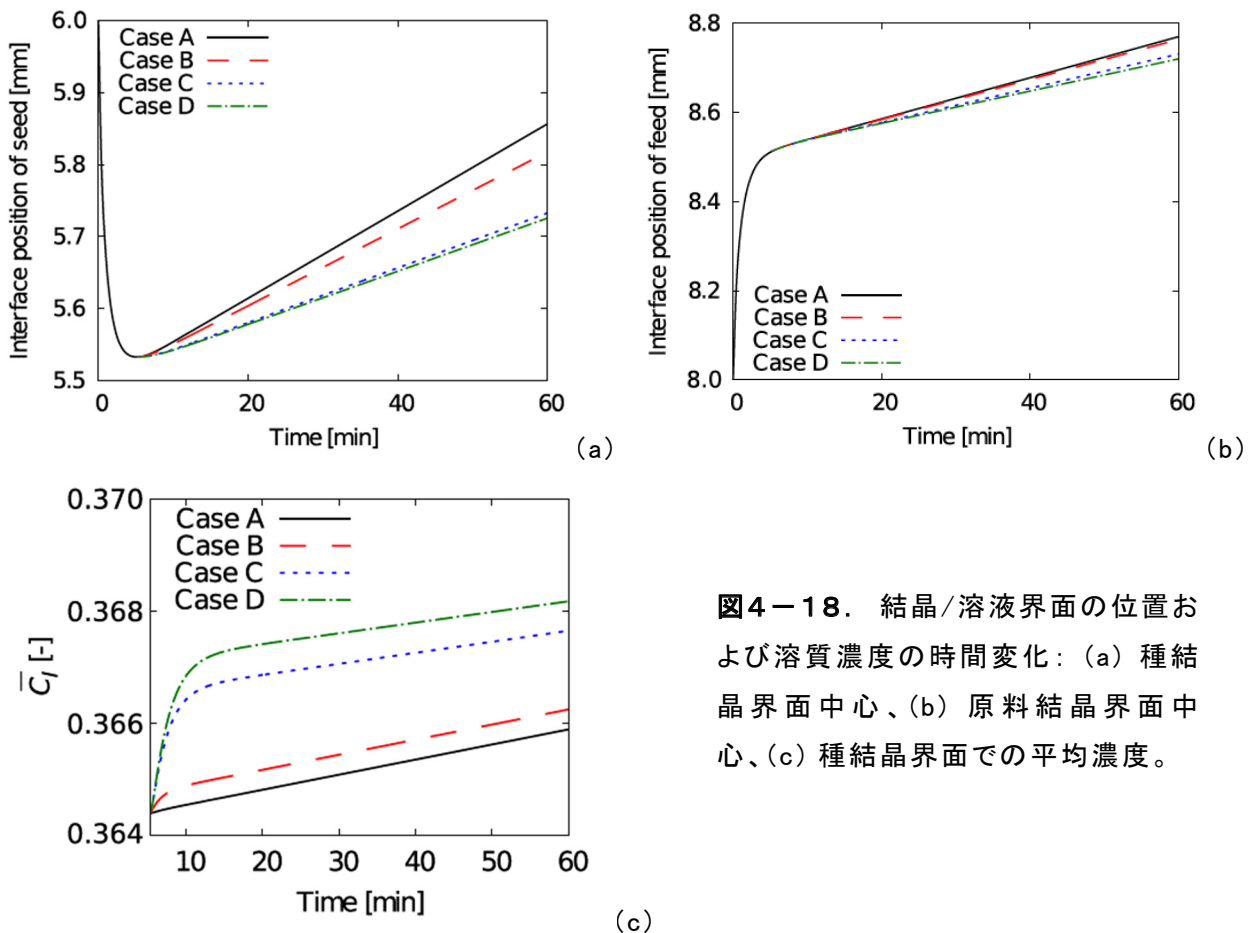 6.0
5.9
5.8
5.7
5.6
5.5
Interface position of seed [mm]
Case A
Case B
Case C
Case D
0
20
40
60
Time [min]
(a)
8.8
8.6
8.4
8.2
8.0
Interface position of feed [mm]
Case A
Case B
Case C
Case D
0
20
40
60
Time [min]
(b)
0.370
0.368
0.366
0.364
C̅I [-]
Case A
Case B
Case C
Case D
10
20
30
40
50
60
Time [min]
(c)
図4-18. 結晶/溶液界面の位置お
よび溶質濃度の時間変化: (a) 種結
晶界面中心、(b) 原料結晶界面中
心、(c) 種結晶界面での平均濃度。